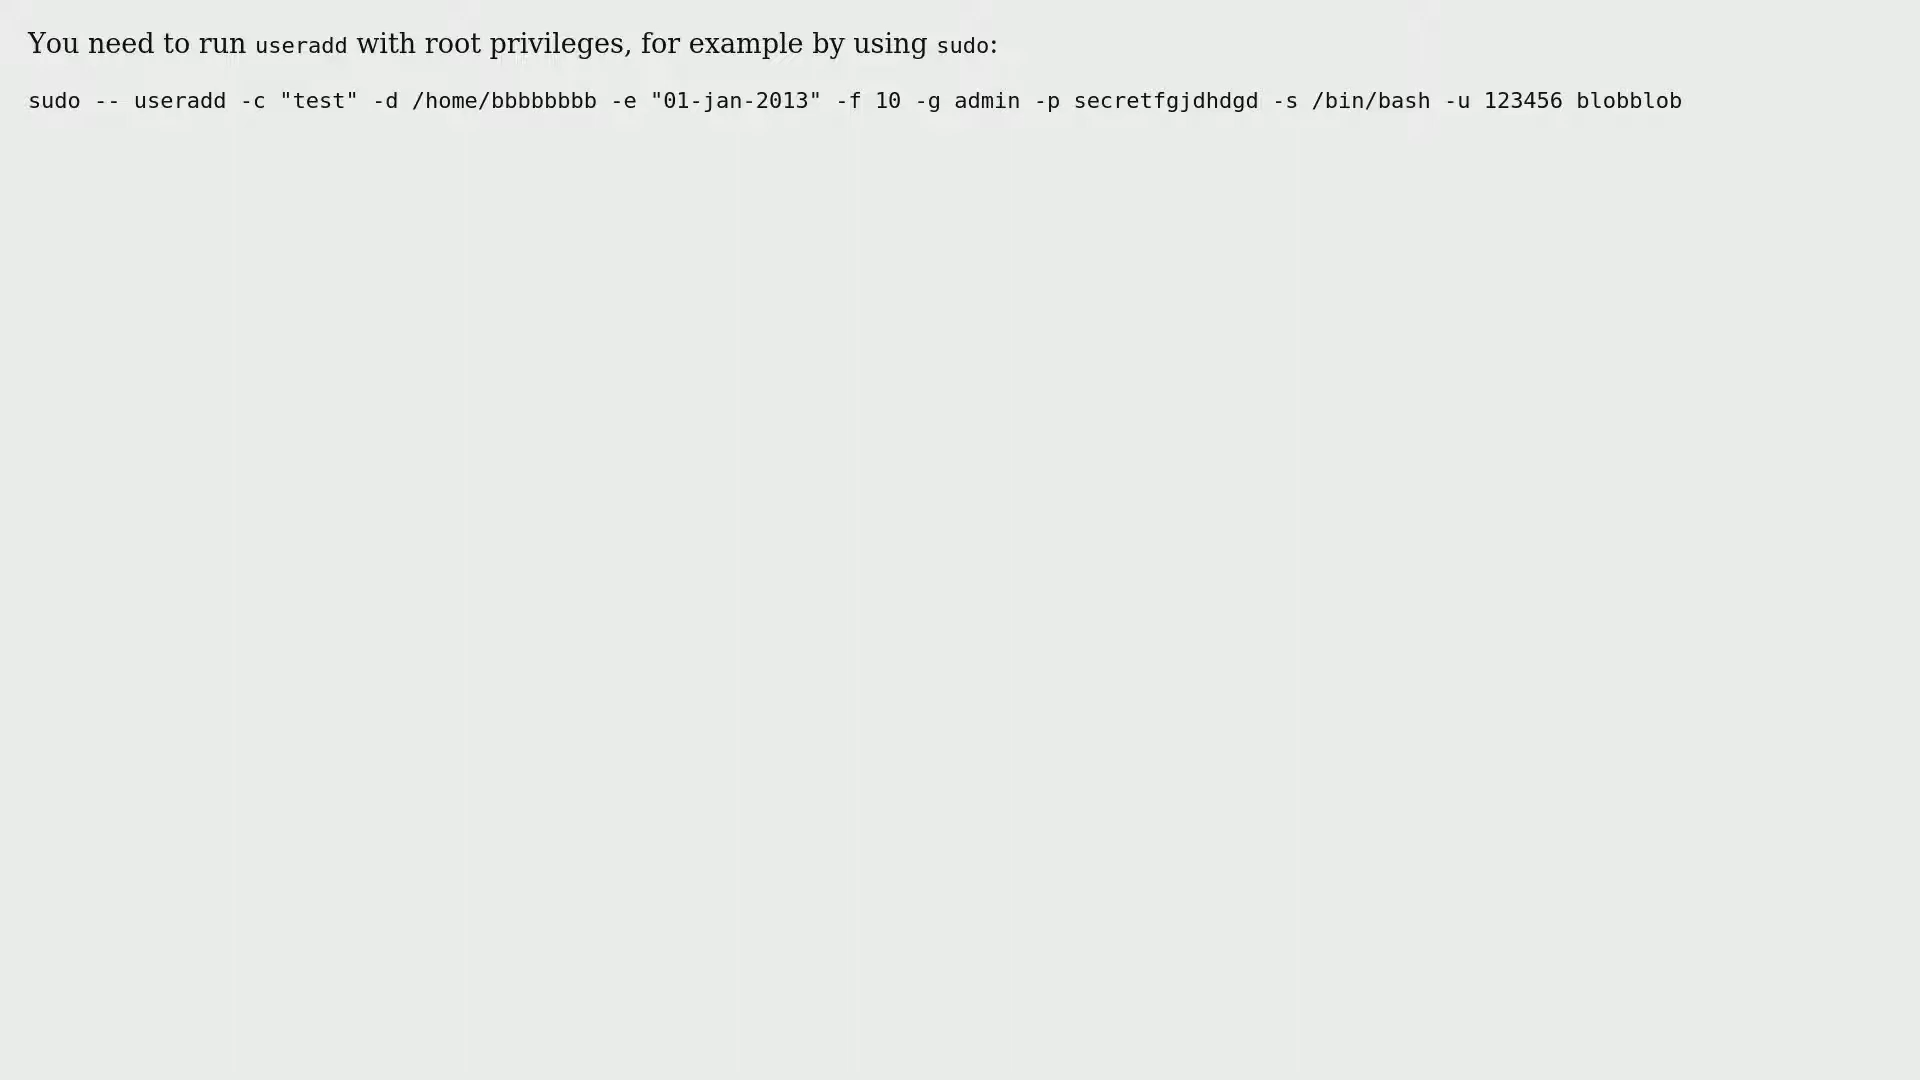 You need to run useradd with root privileges, for example by using sudo:
sudo -- useradd -c "test" -d /home/bbbbbbbb -e "01-jan-2013" -f 10 -g admin -p secretfgjdhdgd -s /bin/bash -u 123456 blobblob